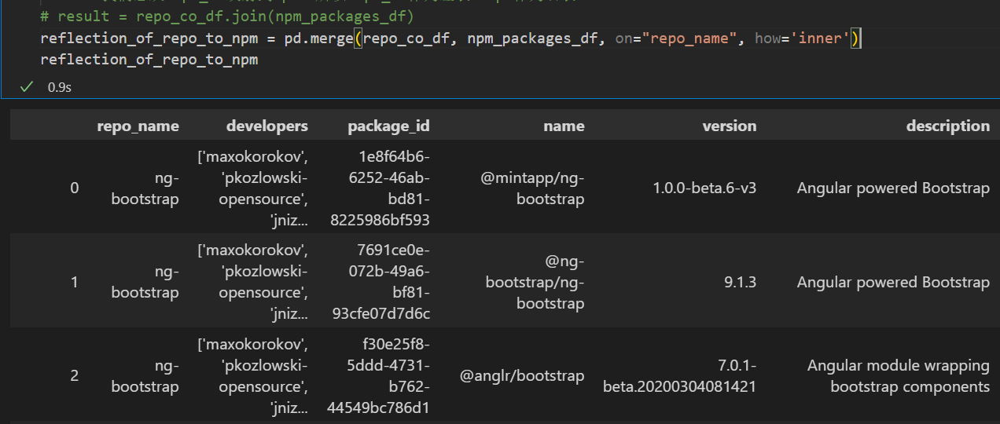 # result = repo_co_df.join(npm_packages_df)
reflection_of_repo_to_npm = pd.merge(repo_co_df, npm_packages_df, on="repo_name", how='inner')
reflection_of_repo_to_npm
0.9s
repo_name developers package_id name version description
0 ng-bootstrap ['maxokorokov', 'pkozlowski-opensource', 'jniz... 1e8f64b6-6252-46ab-bd81-8225986bf593 @mintapp/ng-bootstrap 1.0.0-beta.6-v3 Angular powered Bootstrap
1 ng-bootstrap ['maxokorokov', 'pkozlowski-opensource', 'jniz... 7691ce0e-072b-49a6-bf81-93cfe07d7d6c @ng-bootstrap/ng-bootstrap 9.1.3 Angular powered Bootstrap
2 ng-bootstrap ['maxokorokov', 'pkozlowski-opensource', 'jniz... f30e25f8-5ddd-4731-b762-44549bc786d1 @anglr/bootstrap 7.0.1-beta.20200304081421 Angular module wrapping bootstrap components